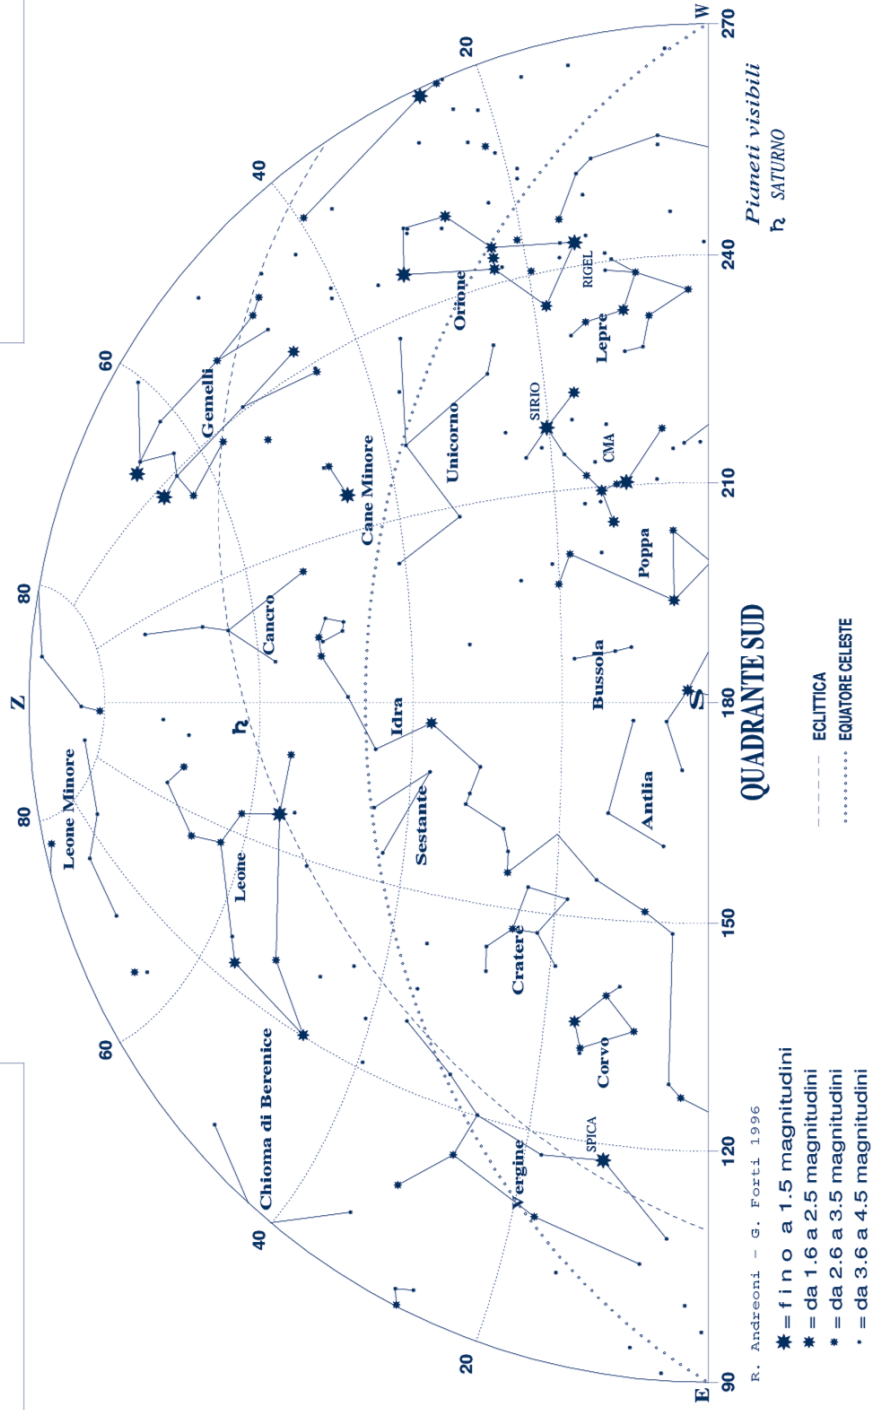 Z
80
80
60
60
40
40
20
20
Leone Minore
Chioma di Berenice
Leone
Cancro
Gemelli
Cane Minore
Unicorno
Orione
Idra
Sestante
Vergine
Cratere
Corvo
SPICA
Antlia
Bussola
Poppa
CMA
SIRIO
Lepre
RIGEL
♄
E
S
W
90
120
150
180
210
240
270
QUADRANTE SUD
Pianeti visibili
♄ SATURNO
R. Andreoni - G. Forti 1996
= fino a 1.5 magnitudini
= da 1.6 a 2.5 magnitudini
= da 2.6 a 3.5 magnitudini
= da 3.6 a 4.5 magnitudini
ECLITTICA
EQUATORE CELESTE